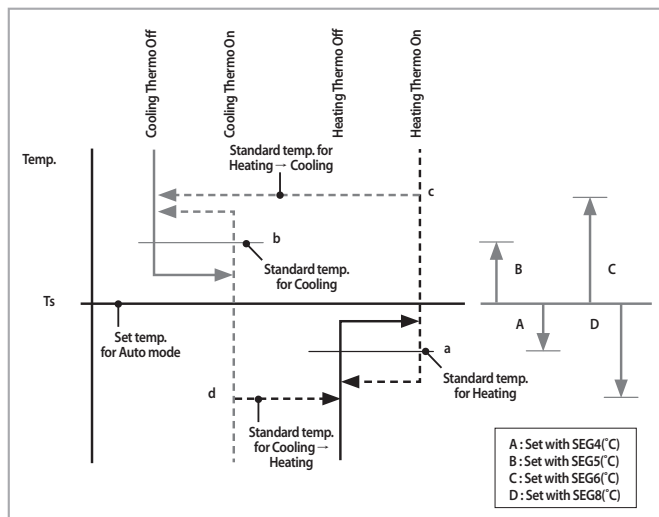 Cooling Thermo Off
Cooling Thermo On
Heating Thermo Off
Heating Thermo On
Temp.
Standard temp. for
Heating → Cooling
c
b
Standard temp.
for Cooling
B
C
Ts
Set temp.
for Auto mode
A
D
a
Standard temp.
for Heating
d
Standard temp.
for Cooling →
Heating
A : Set with SEG4(˚C)
B : Set with SEG5(˚C)
C : Set with SEG6(˚C)
D : Set with SEG8(˚C)